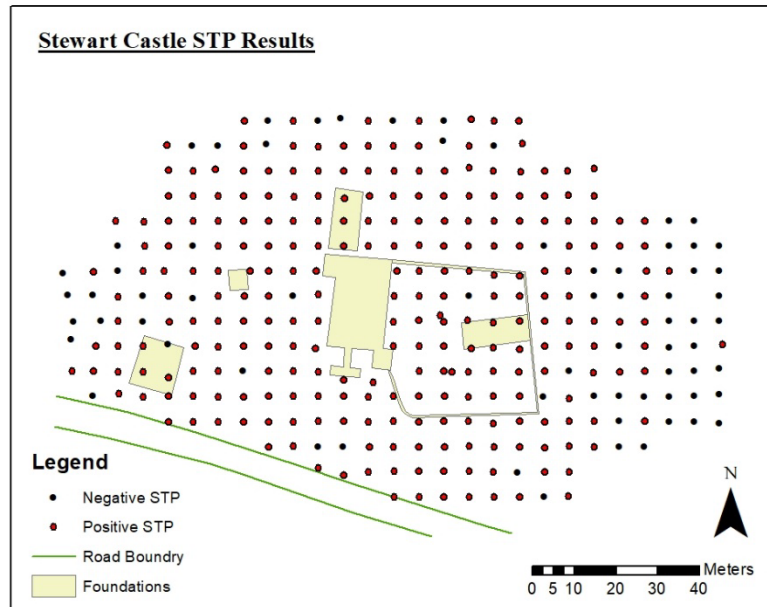 Stewart Castle STP Results
Legend
Negative STP
Positive STP
Road Boundry
Foundations
N
Meters
0 5 10 20 30 40